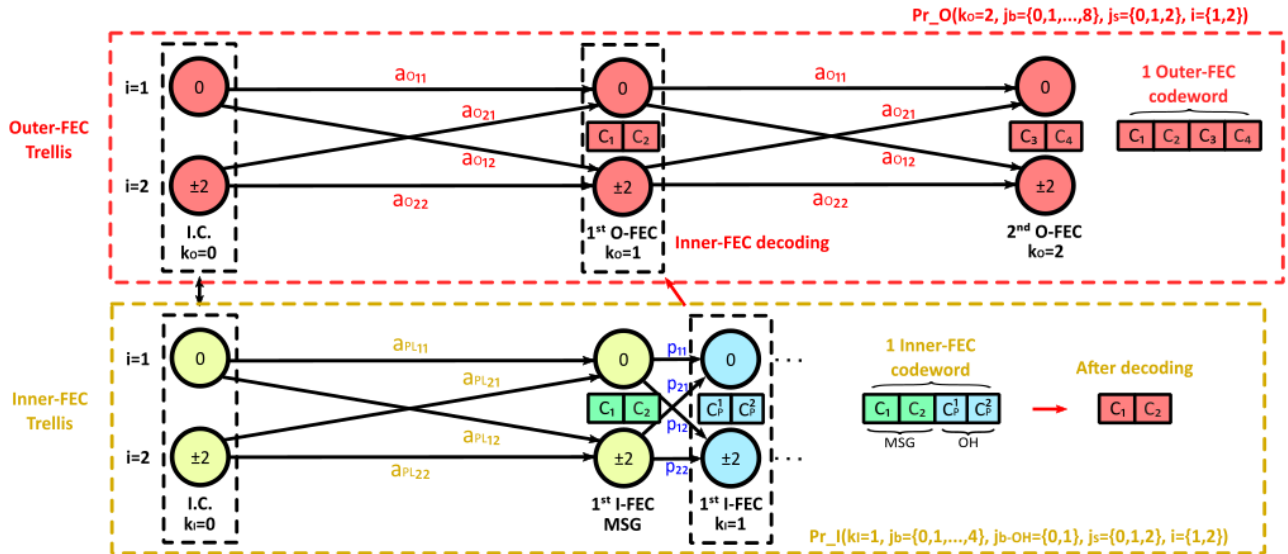 Pr_O(kO=2, jb={0,1,...,8}, js={0,1,2}, i={1,2})
i=1
0
aO11
0
aO11
0
1 Outer-FEC
codeword
Outer-FEC
Trellis
aO21
C1 C2
aO21
C3 C4
C1 C2 C3 C4
aO12
aO12
i=2
±2
aO22
±2
aO22
±2
I.C.
kO=0
1st O-FEC
kO=1
Inner-FEC decoding
2nd O-FEC
kO=2
i=1
0
aPL11
0
p11
0
...
1 Inner-FEC
codeword
After decoding
Inner-FEC
Trellis
aPL21
p21
C1 C2
CP1 CP2
C1 C2 CP1 CP2
C1 C2
MSG
OH
aPL12
p12
i=2
±2
aPL22
±2
p22
±2
...
I.C.
kI=0
1st I-FEC
MSG
1st I-FEC
kI=1
Pr_I(kI=1, jb={0,1,...,4}, jb-OH={0,1}, js={0,1,2}, i={1,2})